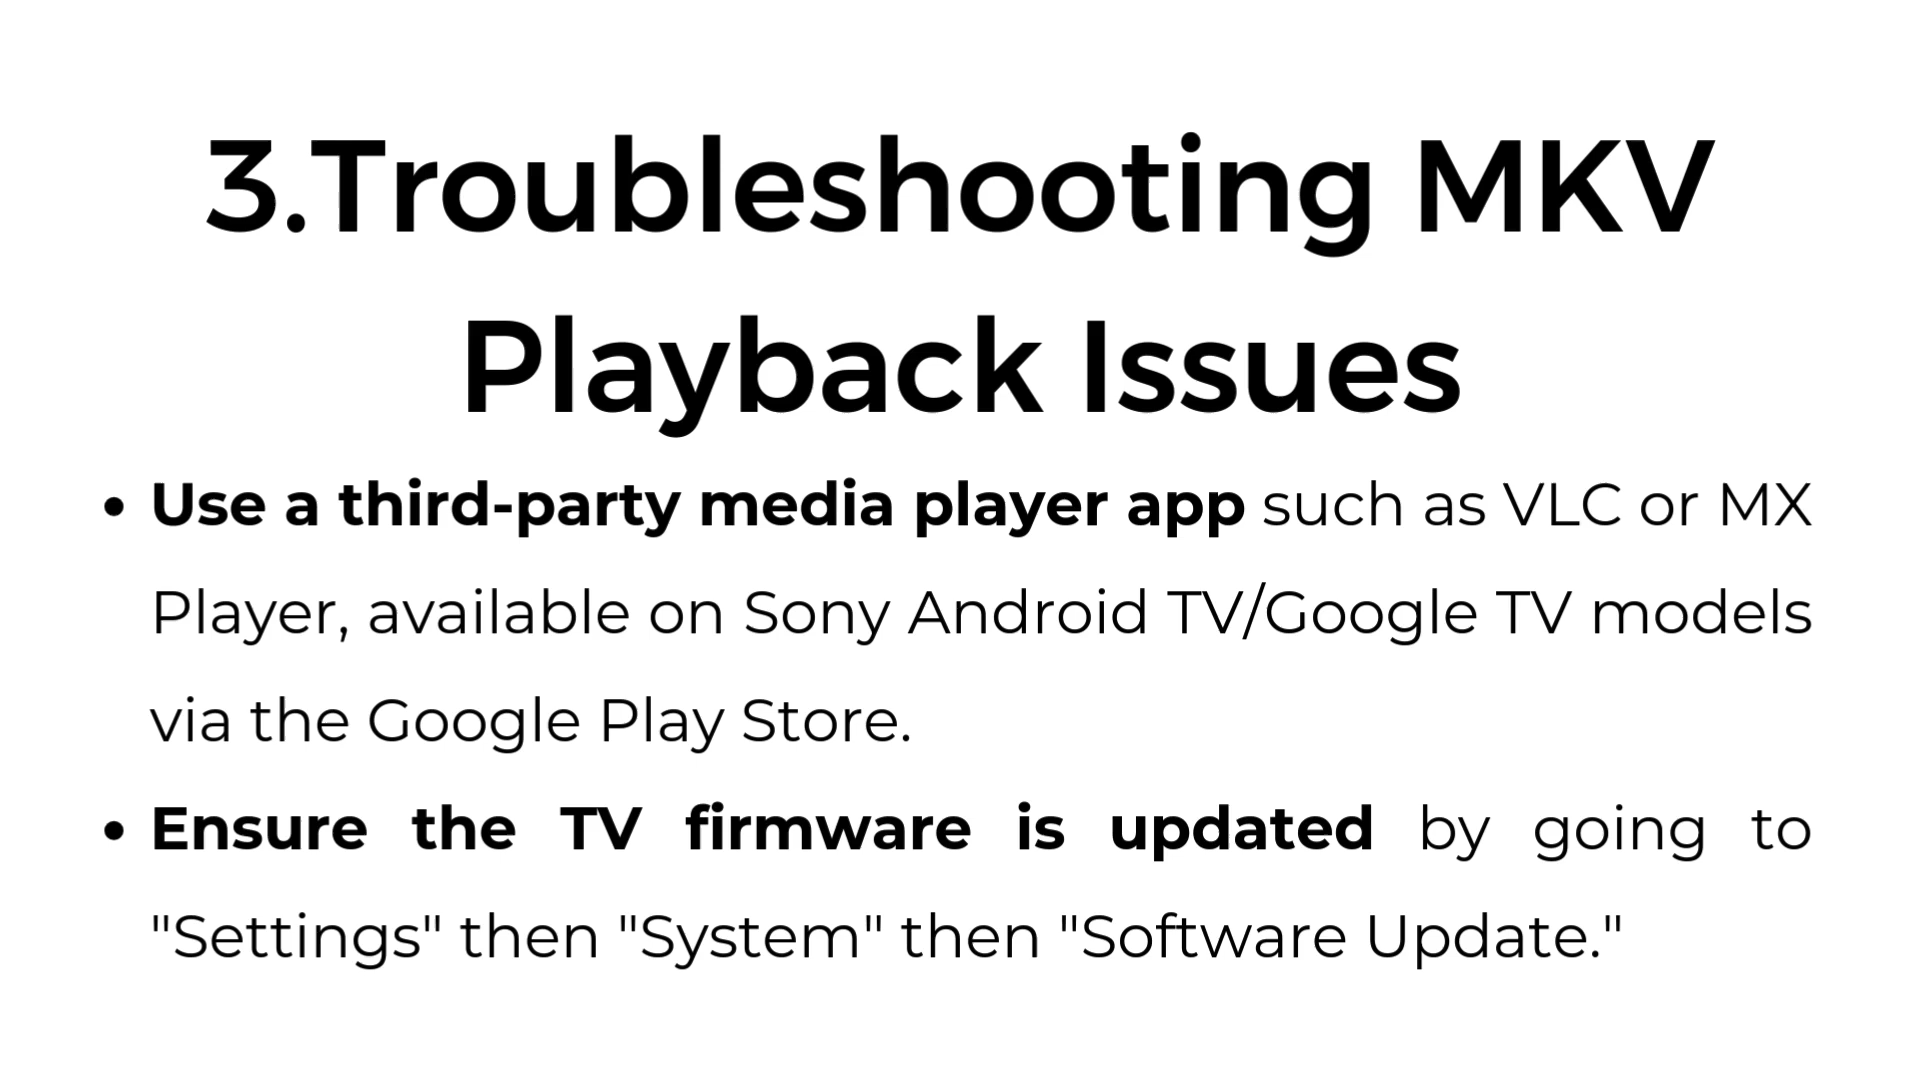 3.Troubleshooting MKV
Playback Issues
• Use a third-party media player app such as VLC or MX
Player, available on Sony Android TV/Google TV models
via the Google Play Store.
• Ensure the TV firmware is updated by going to
"Settings" then "System" then "Software Update."